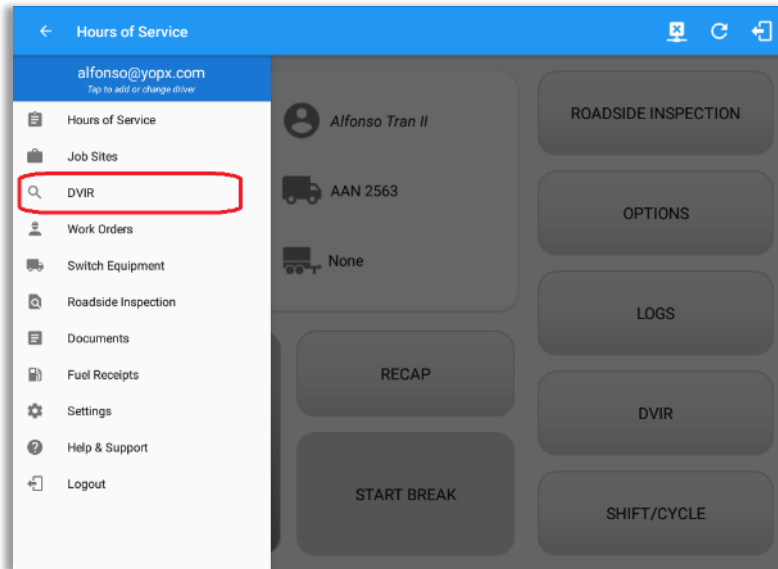 Hours of Service
alfonso@yopx.com
Tap to add or change driver
Hours of Service
Job Sites
DVIR
Work Orders
Switch Equipment
Roadside Inspection
Documents
Fuel Receipts
Settings
Help & Support
Logout
Alfonso Tran II
AAN 2563
None
RECAP
START BREAK
ROADSIDE INSPECTION
OPTIONS
LOGS
DVIR
SHIFT/CYCLE